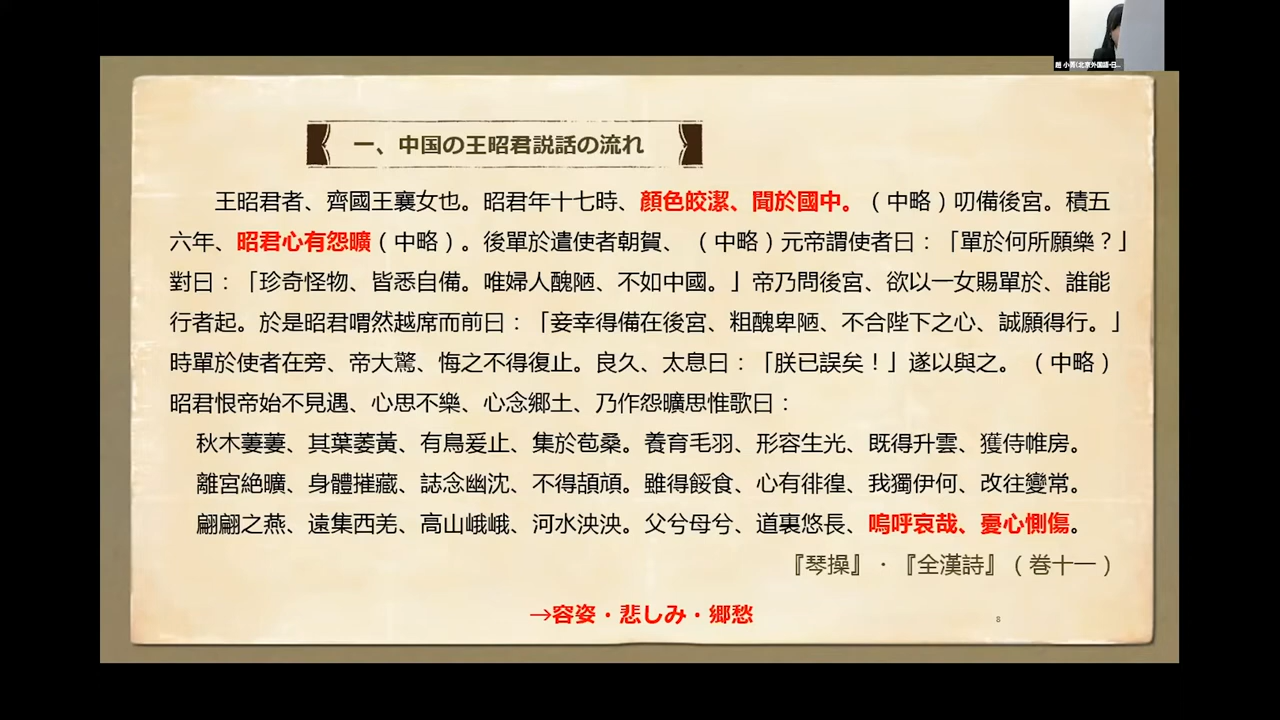 趙 小菁(北京外国語・日...
一、中国の王昭君説話の流れ
王昭君者、齊國王襄女也。昭君年十七時、顏色皎潔、聞於國中。（中略）叨備後宮。積五
六年、昭君心有怨曠（中略）。後單於遣使者朝賀、（中略）元帝謂使者曰：「單於何所願樂？」
對曰：「珍奇怪物、皆悉自備。唯婦人醜陋、不如中國。」帝乃問後宮、欲以一女賜單於、誰能
行者起。於是昭君喟然越席而前曰：「妾幸得備在後宮、粗醜卑陋、不合陛下之心、誠願得行。」
時單於使者在旁、帝大驚、悔之不得復止。良久、太息曰：「朕已誤矣！」遂以與之。（中略）
昭君恨帝始不見遇、心思不樂、心念鄉土、乃作怨曠思惟歌曰：
秋木萋萋、其葉萎黃、有鳥爰止、集於苞桑。養育毛羽、形容生光、既得升雲、獲侍帷房。
離宮絶曠、身體摧藏、誌念幽沈、不得頡頏。雖得餒食、心有徘徊、我獨伊何、改往變常。
翩翩之燕、遠集西羌、高山峨峨、河水泱泱。父兮母兮、道裏悠長、嗚呼哀哉、憂心惻傷。
『琴操』・『全漢詩』（巻十一）
→容姿・悲しみ・郷愁
8